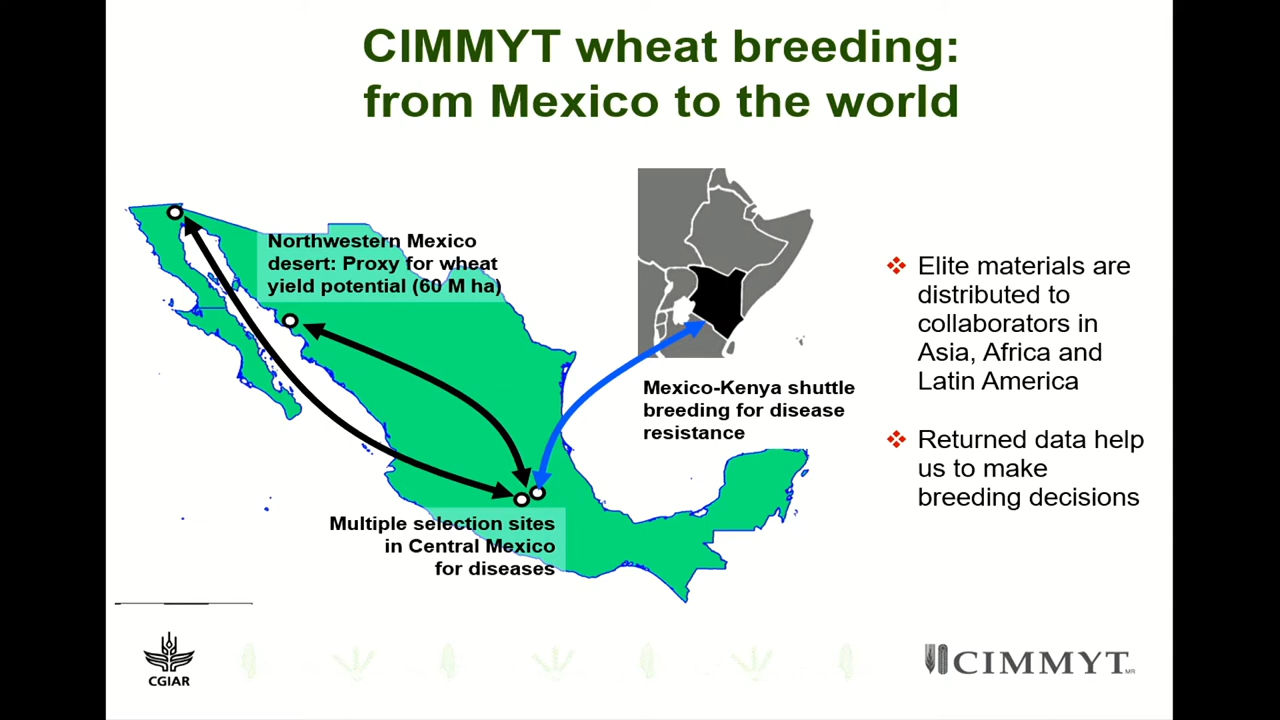 CIMMYT wheat breeding:
from Mexico to the world
Northwestern Mexico
desert: Proxy for wheat
yield potential (60 M ha)
Mexico-Kenya shuttle
breeding for disease
resistance
Multiple selection sites
in Central Mexico
for diseases
❖ Elite materials are
distributed to
collaborators in
Asia, Africa and
Latin America
❖ Returned data help
us to make
breeding decisions
CGIAR
CIMMYT